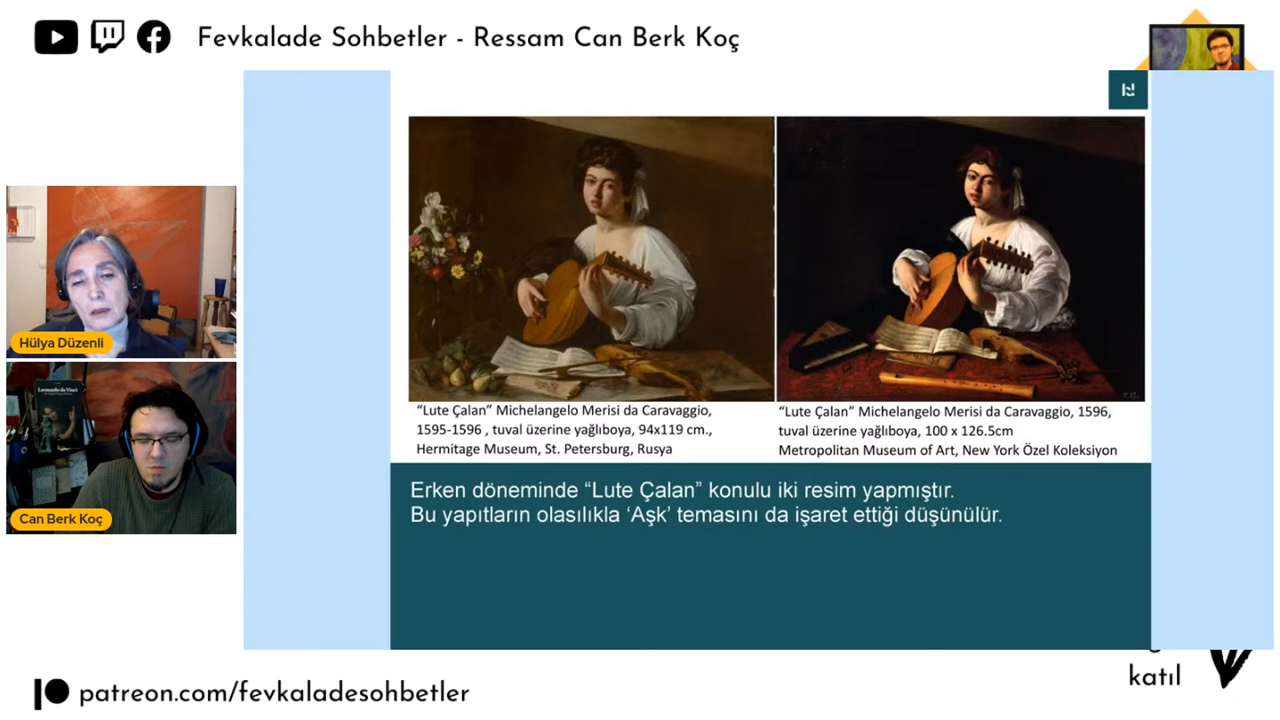 Fevkalade Sohbetler - Ressam Can Berk Koç
Hülya Düzenli
Can Berk Koç
Leonardo da Vinci
"Lute Çalan" Michelangelo Merisi da Caravaggio,
1595-1596 , tuval üzerine yağlıboya, 94x119 cm.,
Hermitage Museum, St. Petersburg, Rusya
"Lute Çalan" Michelangelo Merisi da Caravaggio, 1596,
tuval üzerine yağlıboya, 100 x 126.5cm
Metropolitan Museum of Art, New York Özel Koleksiyon
Erken döneminde "Lute Çalan" konulu iki resim yapmıştır.
Bu yapıtların olasılıkla 'Aşk' temasını da işaret ettiği düşünülür.
katıl
patreon.com/fevkaladesohbetler